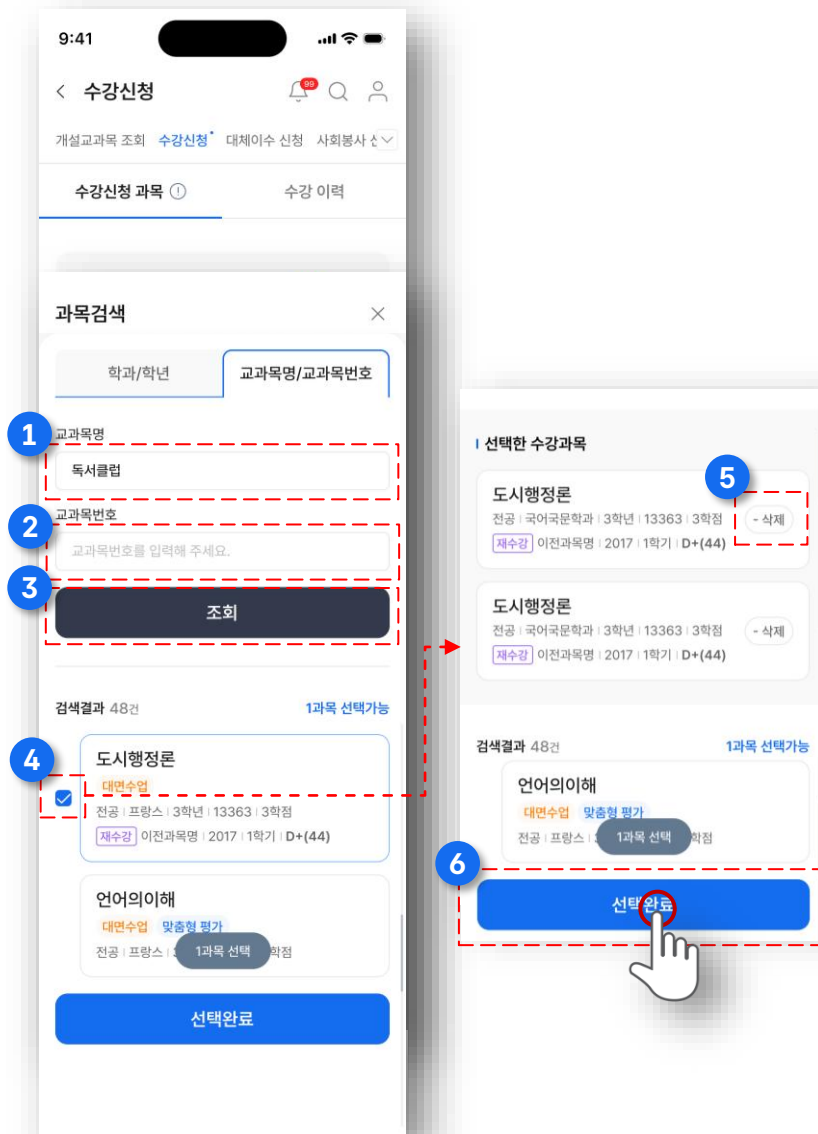 9:41
수강신청
99
개설교과목 조회 수강신청 대체이수 신청 사회봉사
수강신청 과목 수강 이력
과목검색
학과/학년 교과목명/교과목번호
1
교과목명
독서클럽
2
교과목번호
교과목번호를 입력해 주세요.
3
조회
검색결과 48건 1과목 선택가능
4
도시행정론
대면수업
전공 | 프랑스 | 3학년 | 13363 | 3학점
재수강 이전과목명 | 2017 | 1학기 | D+(44)
언어의이해
대면수업 맞춤형 평가
전공 | 프랑스 | 학점
1과목 선택
선택완료
선택한 수강과목
5
도시행정론
전공 | 국어국문학과 | 3학년 | 13363 | 3학점
- 삭제
재수강 이전과목명 | 2017 | 1학기 | D+(44)
도시행정론
전공 | 국어국문학과 | 3학년 | 13363 | 3학점
- 삭제
재수강 이전과목명 | 2017 | 1학기 | D+(44)
검색결과 48건 1과목 선택가능
언어의이해
대면수업 맞춤형 평가
전공 | 프랑스 | 학점
1과목 선택
6
선택완료